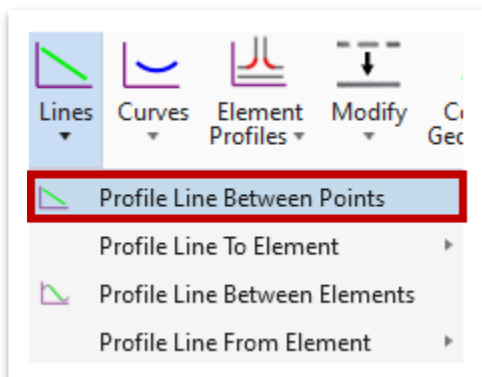 Lines Curves Element Profiles Modify
Profile Line Between Points
Profile Line To Element
Profile Line Between Elements
Profile Line From Element